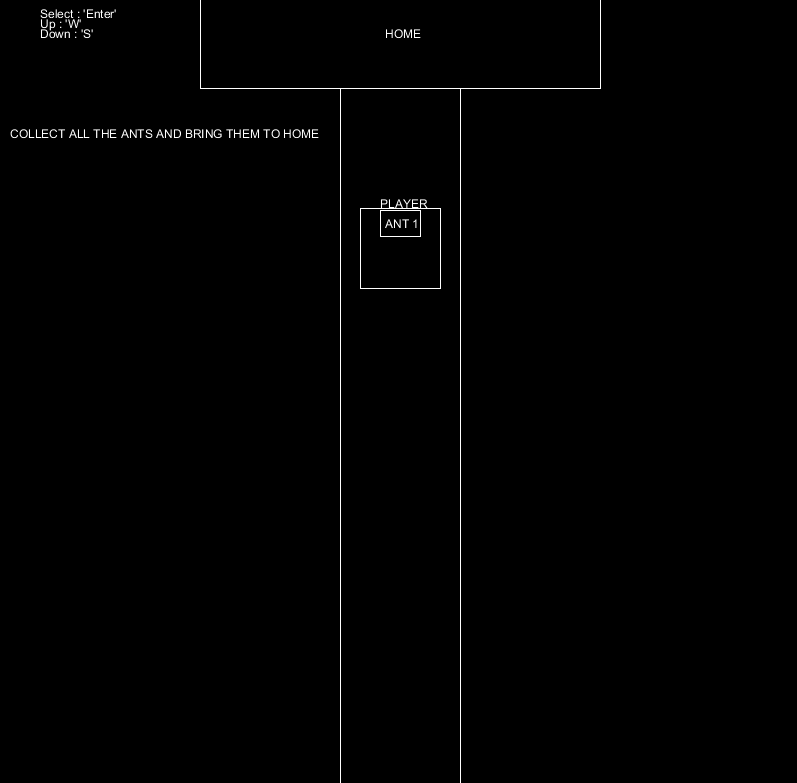 Select : 'Enter'
Up : 'W'
Down : 'S'
HOME
COLLECT ALL THE ANTS AND BRING THEM TO HOME
PLAYER
ANT 1